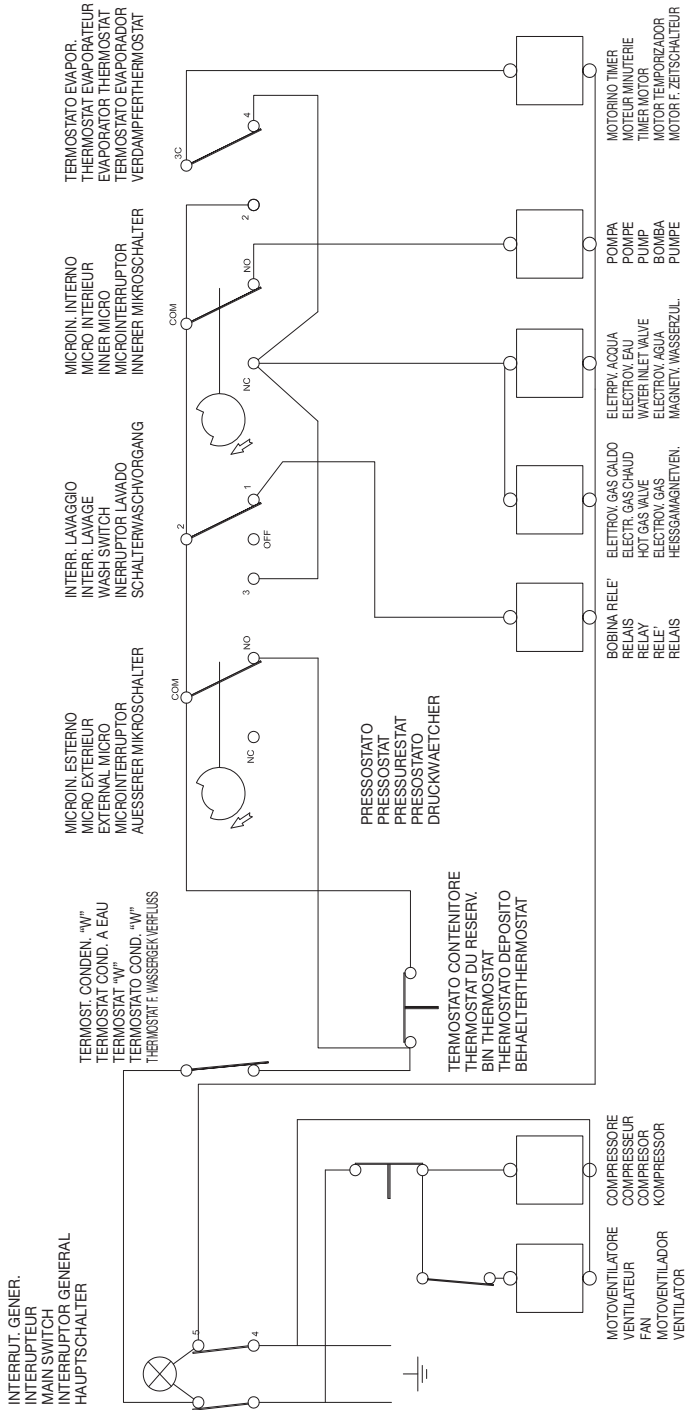 INTERRUT. GENER.
INTERUPTEUR
MAIN SWITCH
INTERRUPTOR GENERAL
HAUPTSCHALTER
5
4
TERMOST. CONDEN. “W”
TERMOSTAT COND. A EAU
TERMOSTAT “W”
TERMOSTATO COND. “W”
THERMOSTAT F. WASSERGEK VERFLUSS
MICROIN. ESTERNO
MICRO EXTERIEUR
EXTERNAL MICRO
MICROINTERRUPTOR
AUESSERER MIKROSCHALTER
COM
NC
NO
INTERR. LAVAGGIO
INTERR. LAVAGE
WASH SWITCH
INERRUPTOR LAVADO
SCHALTERWASCHVORGANG
2
3
OFF
1
MICROIN. INTERNO
MICRO INTERIEUR
INNER MICRO
MICROINTERRUPTOR
INNERER MIKROSCHALTER
COM
NC
NO
TERMOSTATO EVAPOR.
THERMOSTAT EVAPORATEUR
EVAPORATOR THERMOSTAT
TERMOSTATO EVAPORADOR
VERDAMPFERTHERMOSTAT
3C
2
4
TERMOSTATO CONTENITORE
THERMOSTAT DU RESERV.
BIN THERMOSTAT
THERMOSTATO DEPOSITO
BEHAELTERTHERMOSTAT
PRESSOSTATO
PRESSOSTAT
PRESSURESTAT
PRESOSTATO
DRUCKWAETCHER
MOTOVENTILATORE
VENTILATEUR
FAN
MOTOVENTILADOR
VENTILATOR
COMPRESSORE
COMPRESSEUR
COMPRESOR
KOMPRESSOR
BOBINA RELE’
RELAIS
RELAY
RELE’
RELAIS
ELETTROV. GAS CALDO
ELECTR. GAS CHAUD
HOT GAS VALVE
ELECTROV. GAS
HEISSGAMAGNETVEN.
ELETRPV. ACQUA
ELECTROV. EAU
WATER INLET VALVE
ELECTROV. AGUA
MAGNETV. WASSERZUL.
POMPA
POMPE
PUMP
BOMBA
PUMPE
MOTORINO TIMER
MOTEUR MINUTERIE
TIMER MOTOR
MOTOR TEMPORIZADOR
MOTOR F. ZEITSCHALTEUR